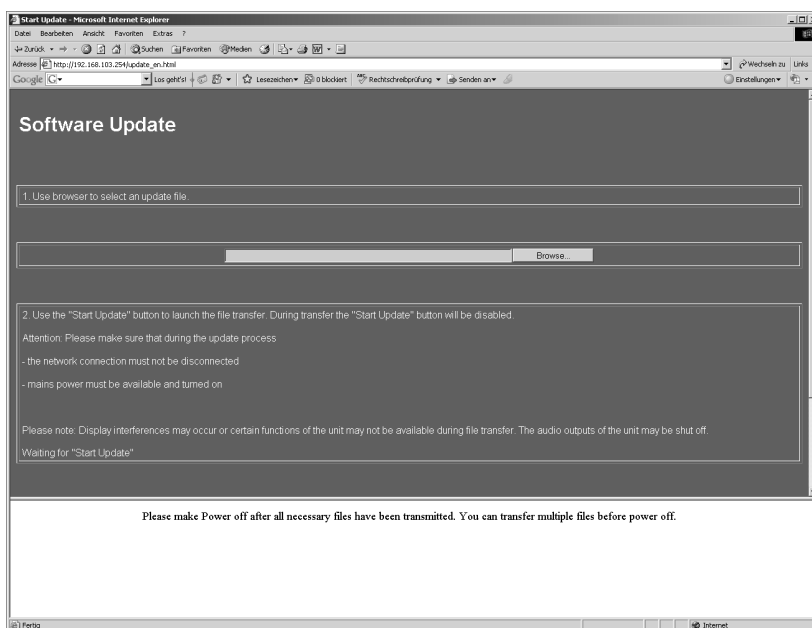 Start Update - Microsoft Internet Explorer
Datei Bearbeiten Ansicht Favoriten Extras ?
Zurück Suchen Favoriten Medien
Adresse http://192.168.103.254/update_en.html Wechseln zu Links
Google G Los geht's! Lesezeichen 0 blockiert Rechtschreibprüfung Senden an Einstellungen
Software Update
1. Use browser to select an update file.
Browse...
2. Use the "Start Update" button to launch the file transfer. During transfer the "Start Update" button will be disabled.
Attention: Please make sure that during the update process
- the network connection must not be disconnected
- mains power must be available and turned on
Please note: Display interferences may occur or certain functions of the unit may not be available during file transfer. The audio outputs of the unit may be shut off.
Waiting for "Start Update"
Please make Power off after all necessary files have been transmitted. You can transfer multiple files before power off.
Fertig Internet